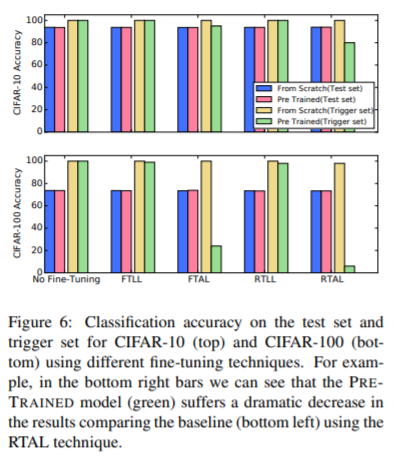 100
80
60
40
20
0
CIFAR-10 Accuracy
From Scratch(Test set)
Pre Trained(Test set)
From Scratch(Trigger set)
Pre Trained(Trigger set)
100
80
60
40
20
0
CIFAR-100 Accuracy
No Fine-Tuning FTLL FTAL RTLL RTAL
Figure 6: Classification accuracy on the test set and
trigger set for CIFAR-10 (top) and CIFAR-100 (bot-
tom) using different fine-tuning techniques. For exam-
ple, in the bottom right bars we can see that the PRE-
TRAINED model (green) suffers a dramatic decrease in
the results comparing the baseline (bottom left) using the
RTAL technique.